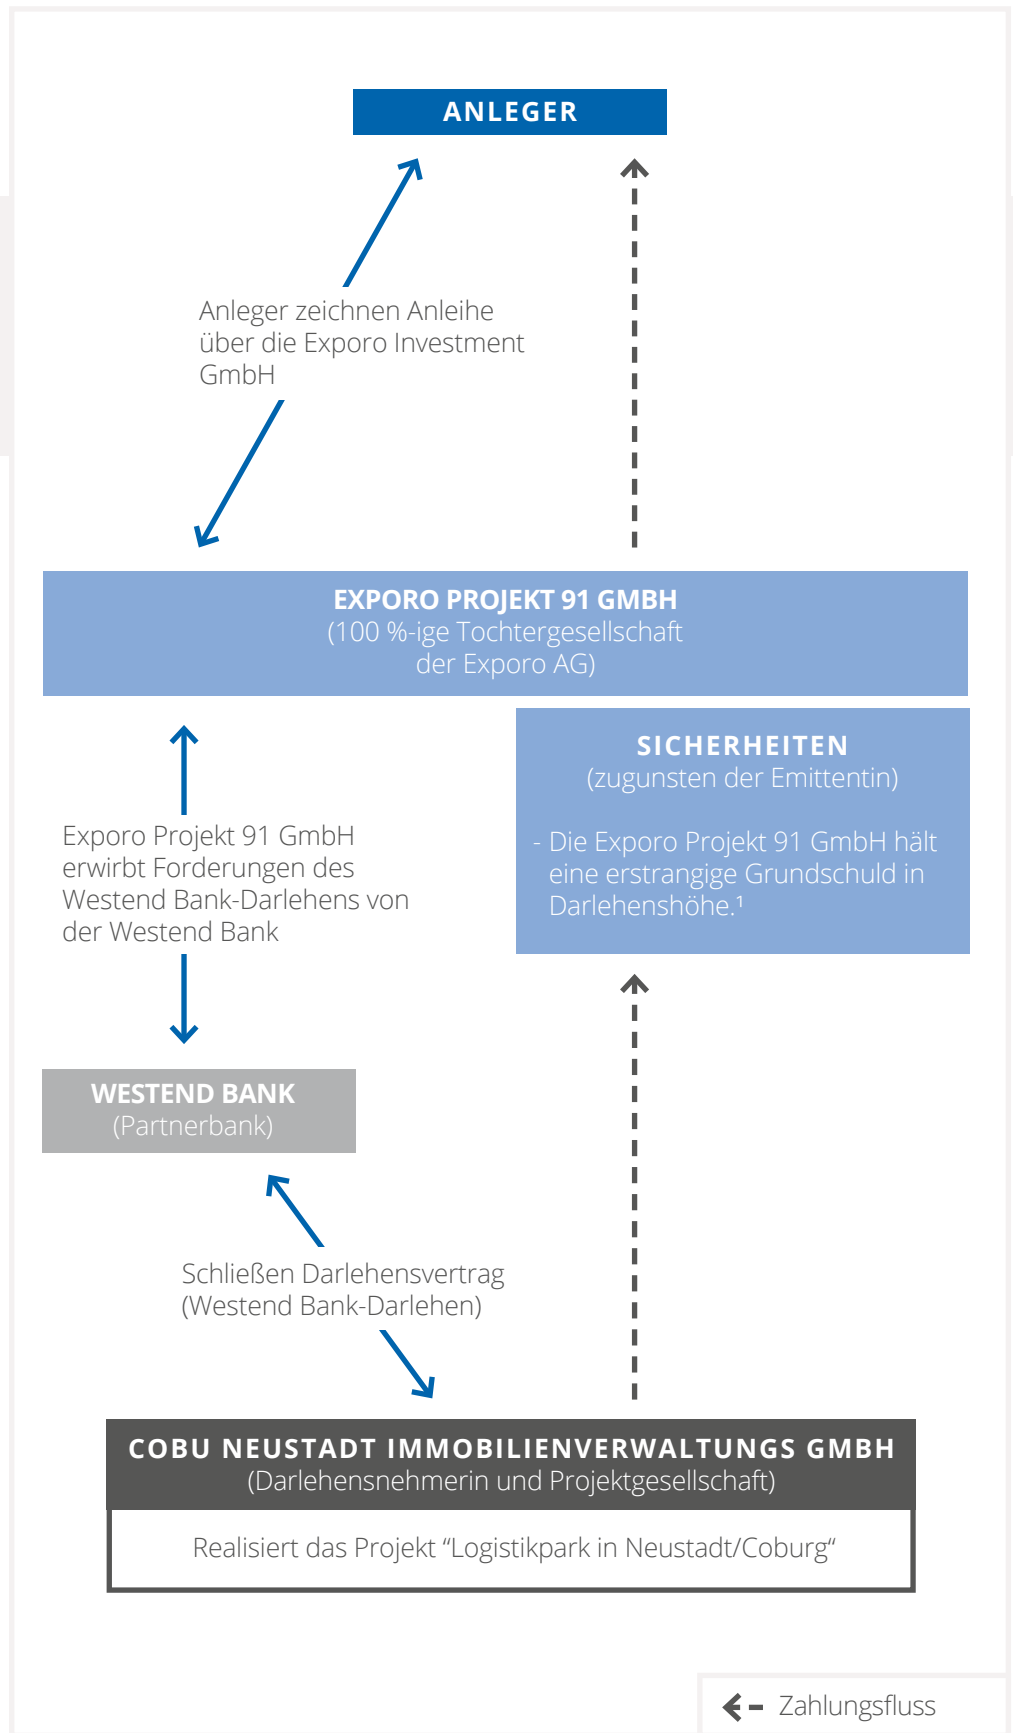 ANLEGER
Anleger zeichnen Anleihe
über die Exporo Investment
GmbH
EXPORO PROJEKT 91 GMBH
(100 %-ige Tochtergesellschaft
der Exporo AG)
SICHERHEITEN
(zugunsten der Emittentin)
- Die Exporo Projekt 91 GmbH hält
eine erstrangige Grundschuld in
Darlehenshöhe.¹
Exporo Projekt 91 GmbH
erwirbt Forderungen des
Westend Bank-Darlehens von
der Westend Bank
WESTEND BANK
(Partnerbank)
Schließen Darlehensvertrag
(Westend Bank-Darlehen)
COBU NEUSTADT IMMOBILIENVERWALTUNGS GMBH
(Darlehensnehmerin und Projektgesellschaft)
Realisiert das Projekt “Logistikpark in Neustadt/Coburg“
Zahlungsfluss